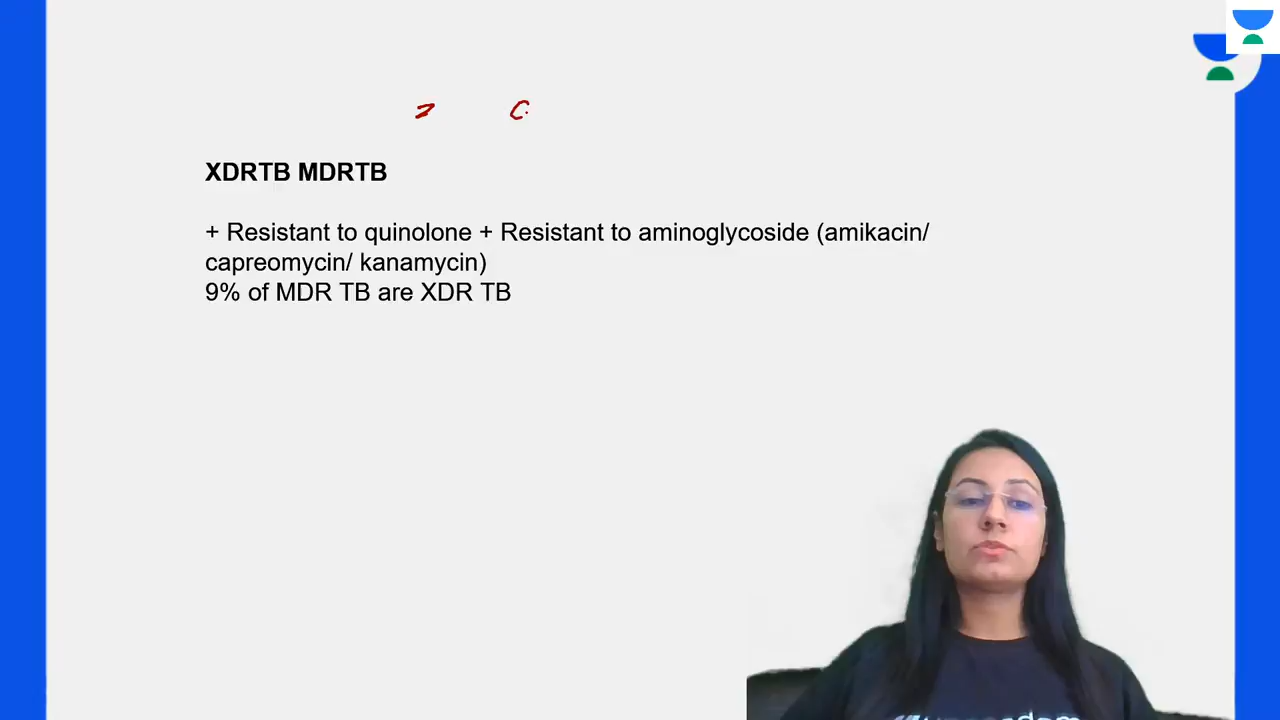 XDRTB MDRTB
+ Resistant to quinolone + Resistant to aminoglycoside (amikacin/
capreomycin/ kanamycin)
9% of MDR TB are XDR TB